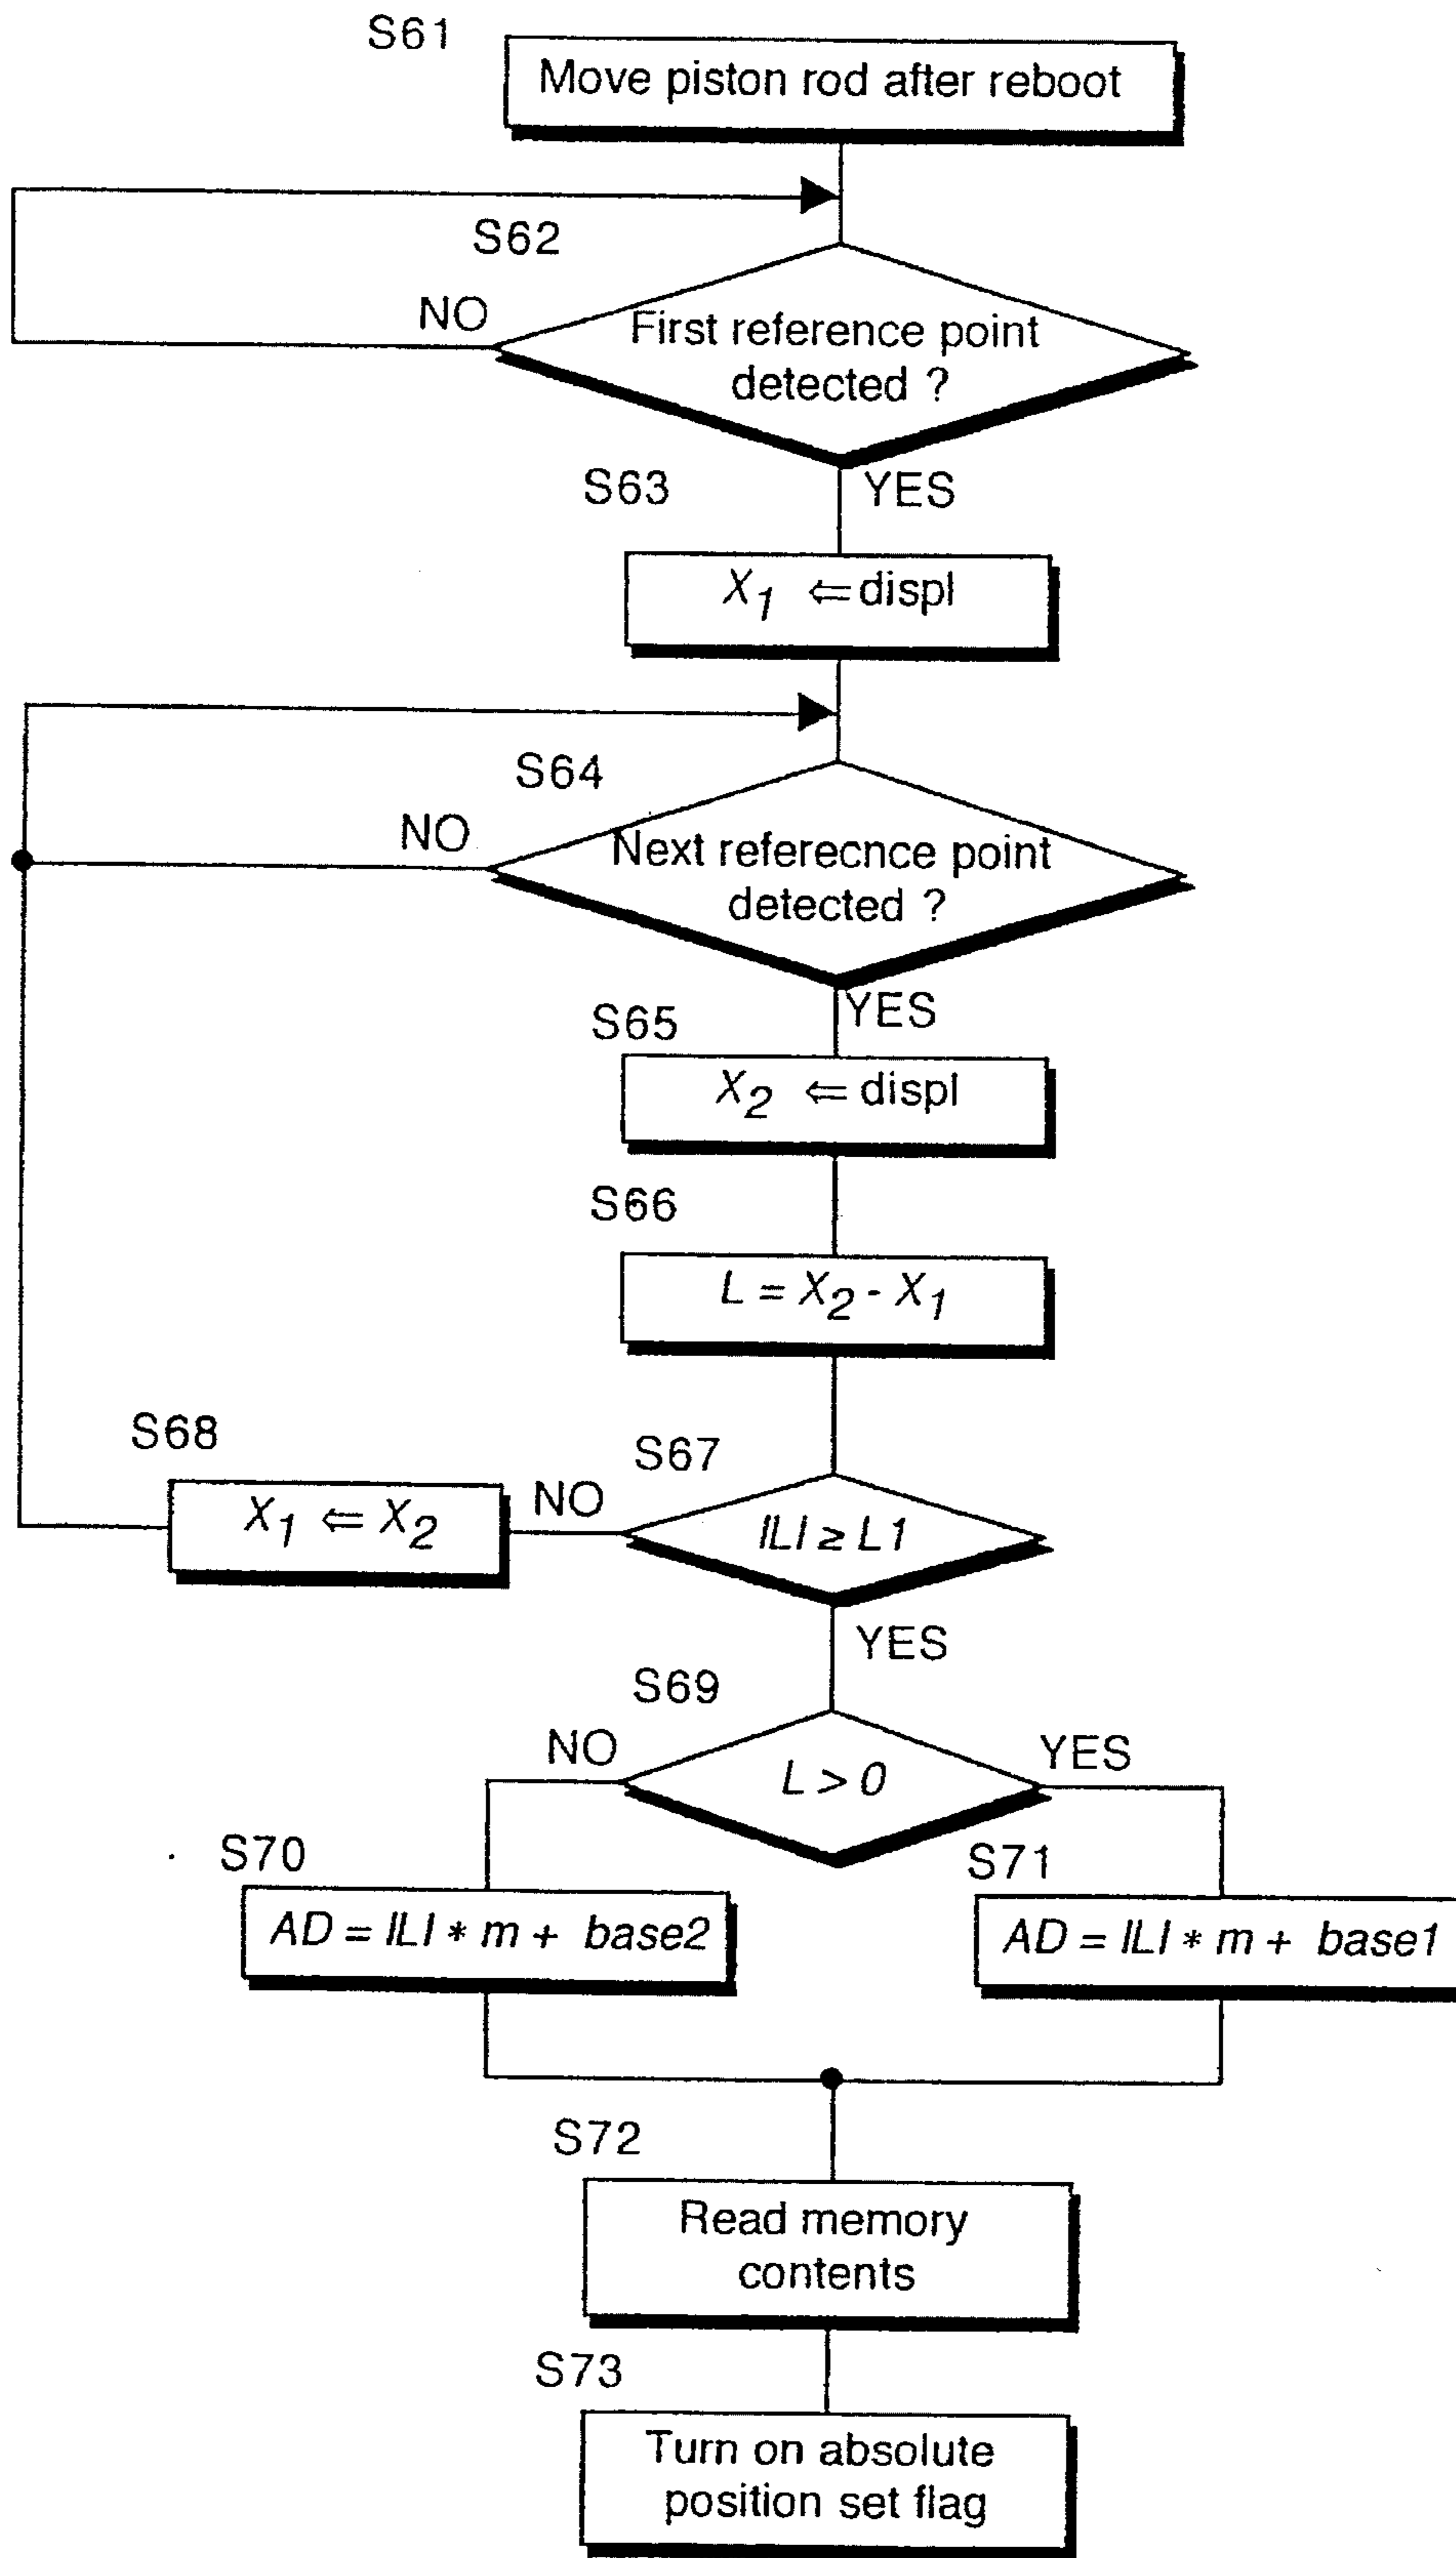 S61
Move piston rod after reboot
S62
NO
First reference point
detected ?
YES
S63
X1 ⇐ displ
S64
NO
Next referecnce point
detected ?
YES
S65
X2 ⇐ displ
S66
L = X2 - X1
S67
S68
X1 ⇐ X2
NO
ILI ≥ L1
YES
S69
NO
L > 0
YES
S70
AD = ILI * m + base2
S71
AD = ILI * m + base1
S72
Read memory
contents
S73
Turn on absolute
position set flag